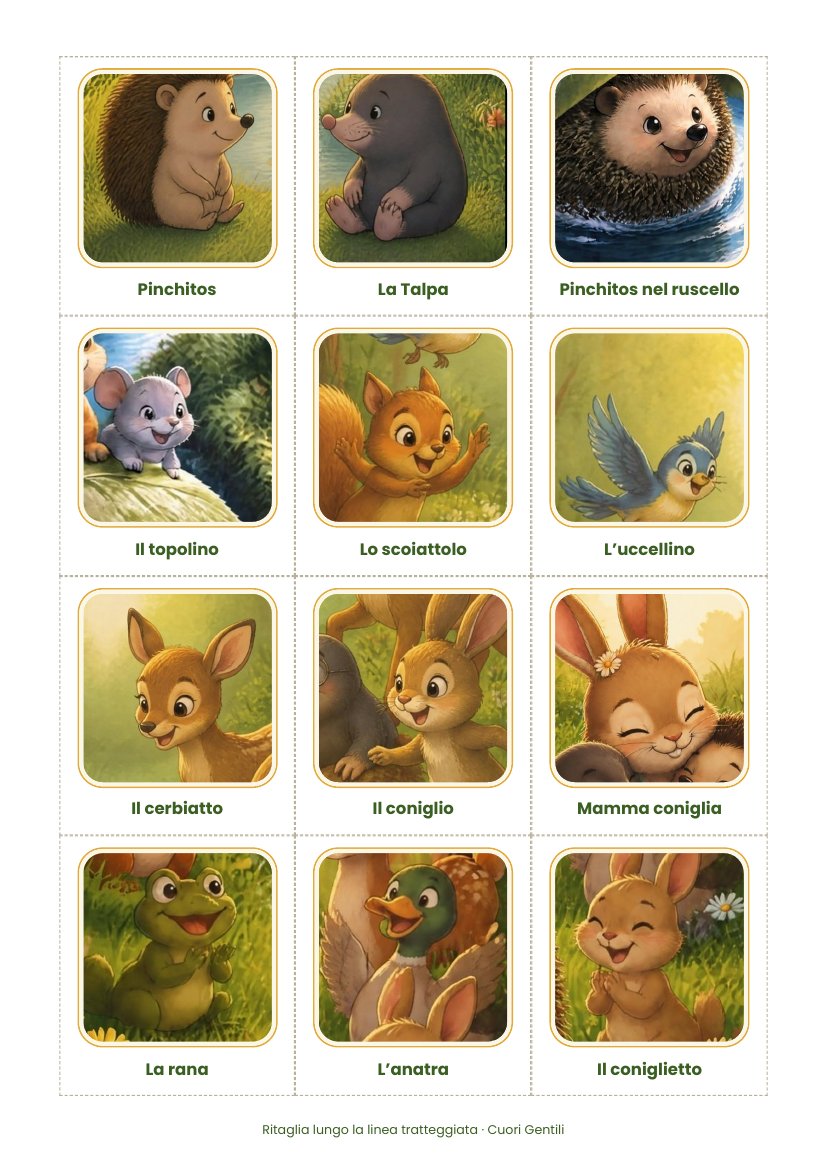 Pinchitos
La Talpa
Pinchitos nel ruscello
Il topolino
Lo scoiattolo
L’uccellino
Il cerbiatto
Il coniglio
Mamma coniglia
La rana
L’anatra
Il coniglietto
Ritaglia lungo la linea tratteggiata · Cuori Gentili